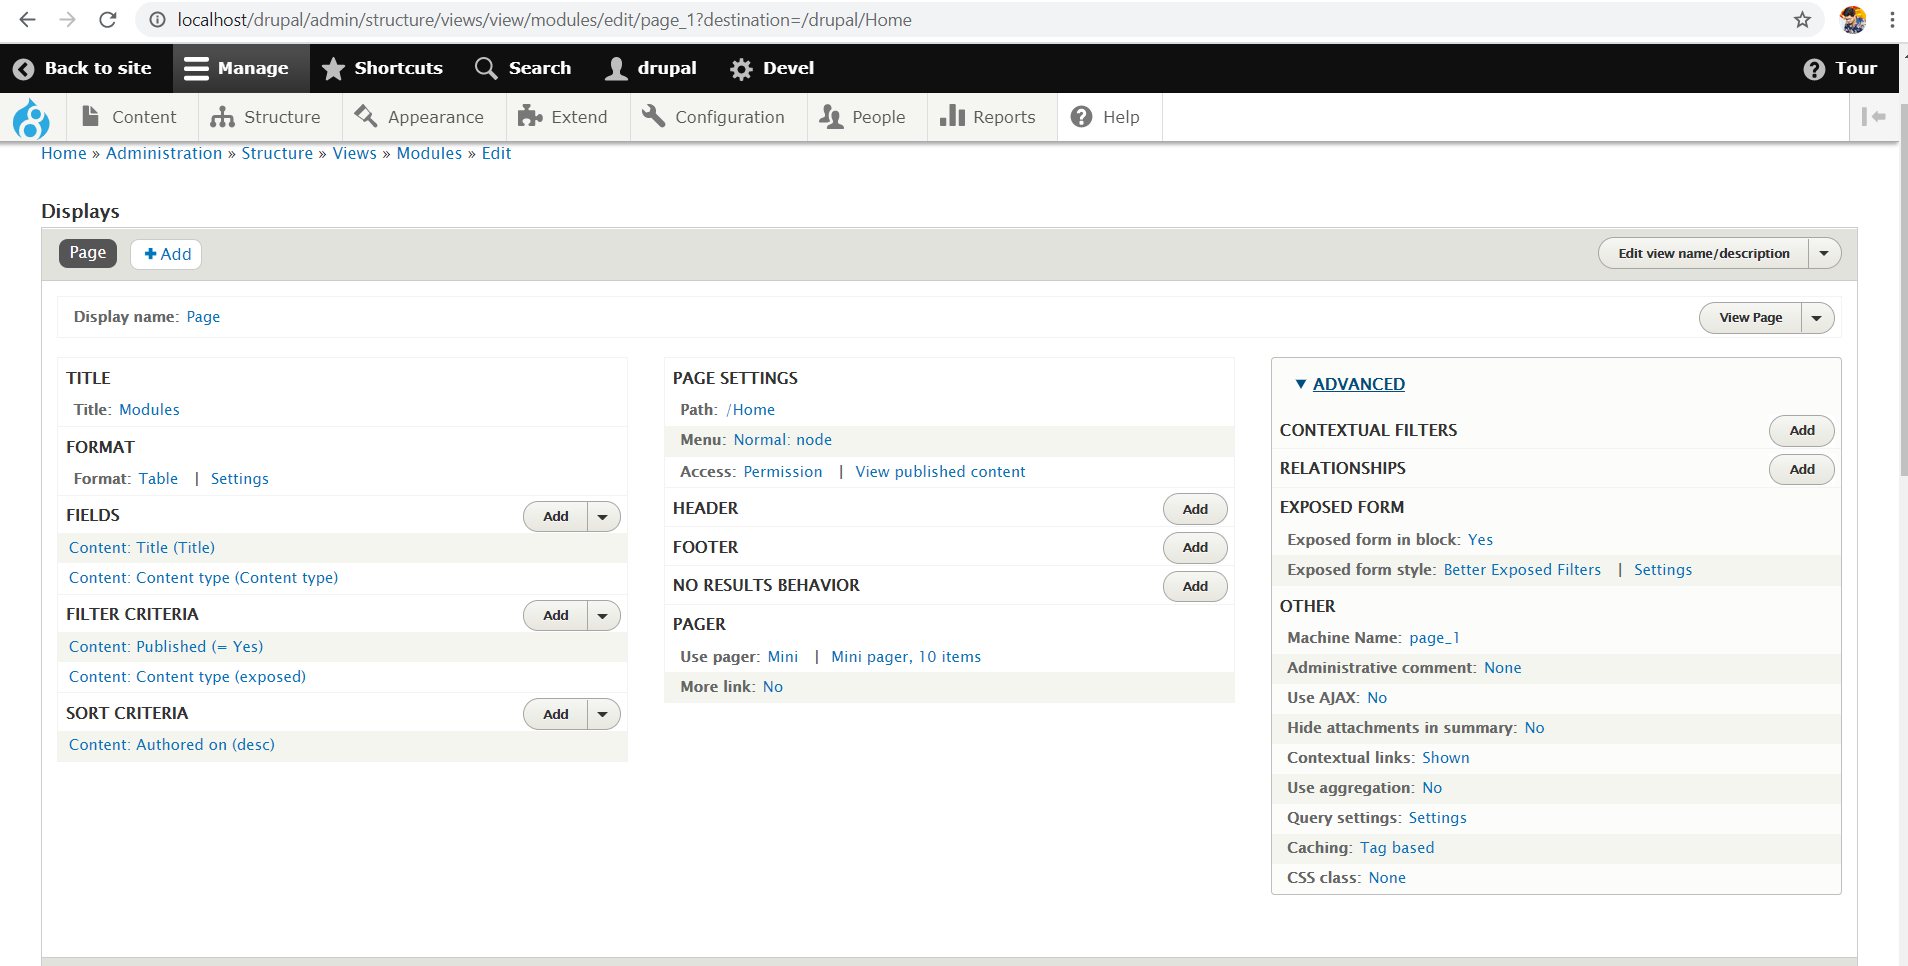 localhost/drupal/admin/structure/views/view/modules/edit/page_1?destination=/drupal/Home
Back to site Manage Shortcuts Search drupal Devel Tour
Content Structure Appearance Extend Configuration People Reports Help
Home » Administration » Structure » Views » Modules » Edit
Displays
Page + Add Edit view name/description
Display name: Page View Page
TITLE
Title: Modules
FORMAT
Format: Table | Settings
FIELDS Add
Content: Title (Title)
Content: Content type (Content type)
FILTER CRITERIA Add
Content: Published (= Yes)
Content: Content type (exposed)
SORT CRITERIA Add
Content: Authored on (desc)
PAGE SETTINGS
Path: /Home
Menu: Normal: node
Access: Permission | View published content
HEADER Add
FOOTER Add
NO RESULTS BEHAVIOR Add
PAGER
Use pager: Mini | Mini pager, 10 items
More link: No
ADVANCED
CONTEXTUAL FILTERS Add
RELATIONSHIPS Add
EXPOSED FORM
Exposed form in block: Yes
Exposed form style: Better Exposed Filters | Settings
OTHER
Machine Name: page_1
Administrative comment: None
Use AJAX: No
Hide attachments in summary: No
Contextual links: Shown
Use aggregation: No
Query settings: Settings
Caching: Tag based
CSS class: None